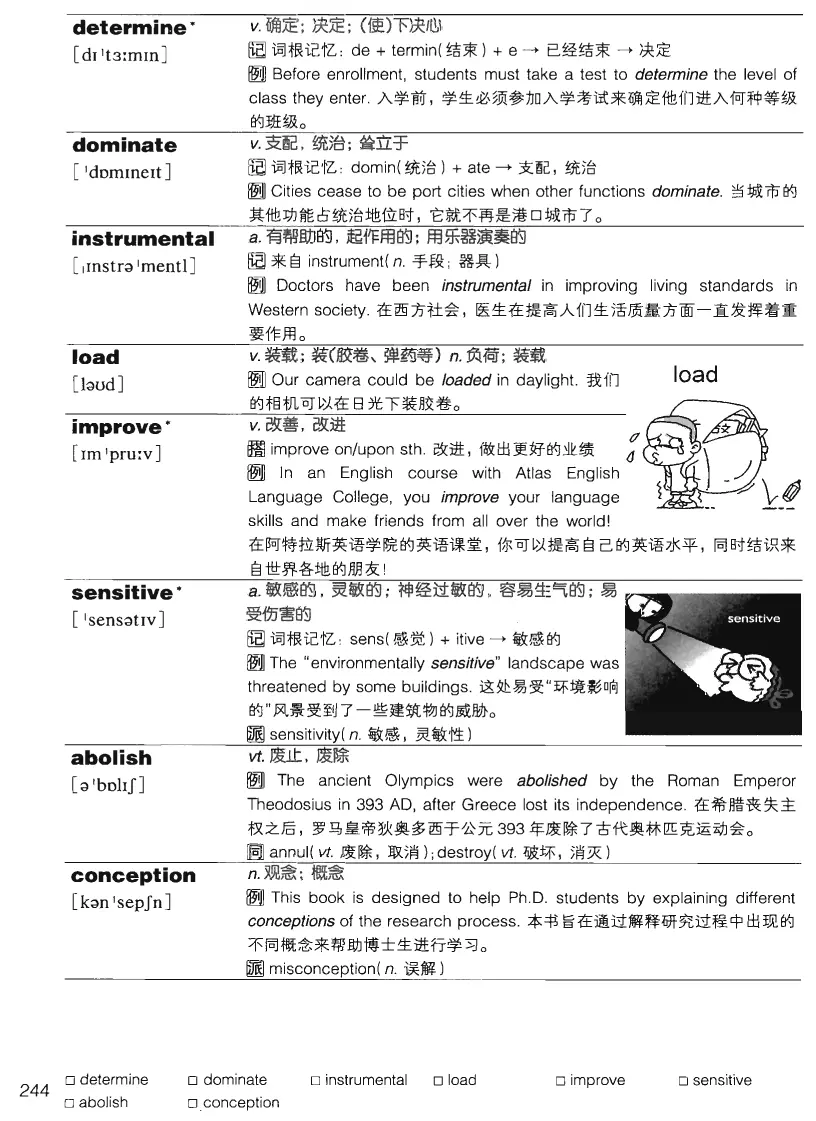 determine*
[dɪˈtɜːmɪn]
v. 确定; 决定; (使)下决心
[记] 词根记忆: de + termin(结束) + e → 已经结束 → 决定
[例] Before enrollment, students must take a test to determine the level of
class they enter. 入学前, 学生必须参加入学考试来确定他们进入何种等级
的班级。
dominate
[ˈdɒmɪneɪt]
v. 支配, 统治; 耸立于
[记] 词根记忆: domin(统治) + ate → 支配, 统治
[例] Cities cease to be port cities when other functions dominate. 当城市的
其他功能占统治地位时, 它就不再是港口城市了。
instrumental
[ˌɪnstrəˈmentl]
a. 有帮助的, 起作用的; 用乐器演奏的
[记] 来自 instrument(n. 手段; 器具)
[例] Doctors have been instrumental in improving living standards in
Western society. 在西方社会, 医生在提高人们生活质量方面一直发挥着重
要作用。
load
[ləʊd]
v. 装载; 装(胶卷、弹药等) n. 负荷; 装载
[例] Our camera could be loaded in daylight. 我们
的相机可以在日光下装胶卷。
load
improve*
[ɪmˈpruːv]
v. 改善, 改进
[搭] improve on/upon sth. 改进, 做出更好的业绩
[例] In an English course with Atlas English
Language College, you improve your language
skills and make friends from all over the world!
在阿特拉斯英语学院的英语课堂, 你可以提高自己的英语水平, 同时结识来
自世界各地的朋友!
sensitive*
[ˈsensətɪv]
a. 敏感的, 灵敏的; 神经过敏的, 容易生气的; 易
受伤害的
[记] 词根记忆: sens(感觉) + itive → 敏感的
[例] The "environmentally sensitive" landscape was
threatened by some buildings. 这处易受“环境影响
的”风景受到了一些建筑物的威胁。
[派] sensitivity(n. 敏感, 灵敏性)
sensitive
abolish
[əˈbɒlɪʃ]
vt. 废止, 废除
[例] The ancient Olympics were abolished by the Roman Emperor
Theodosius in 393 AD, after Greece lost its independence. 在希腊丧失主
权之后, 罗马皇帝狄奥多西于公元 393 年废除了古代奥林匹克运动会。
[同] annul(vt. 废除, 取消); destroy(vt. 破坏, 消灭)
conception
[kənˈsepʃn]
n. 观念; 概念
[例] This book is designed to help Ph.D. students by explaining different
conceptions of the research process. 本书旨在通过解释研究过程中出现的
不同概念来帮助博士生进行学习。
[派] misconception(n. 误解)
244
□ determine □ dominate □ instrumental □ load □ improve □ sensitive
□ abolish □ conception